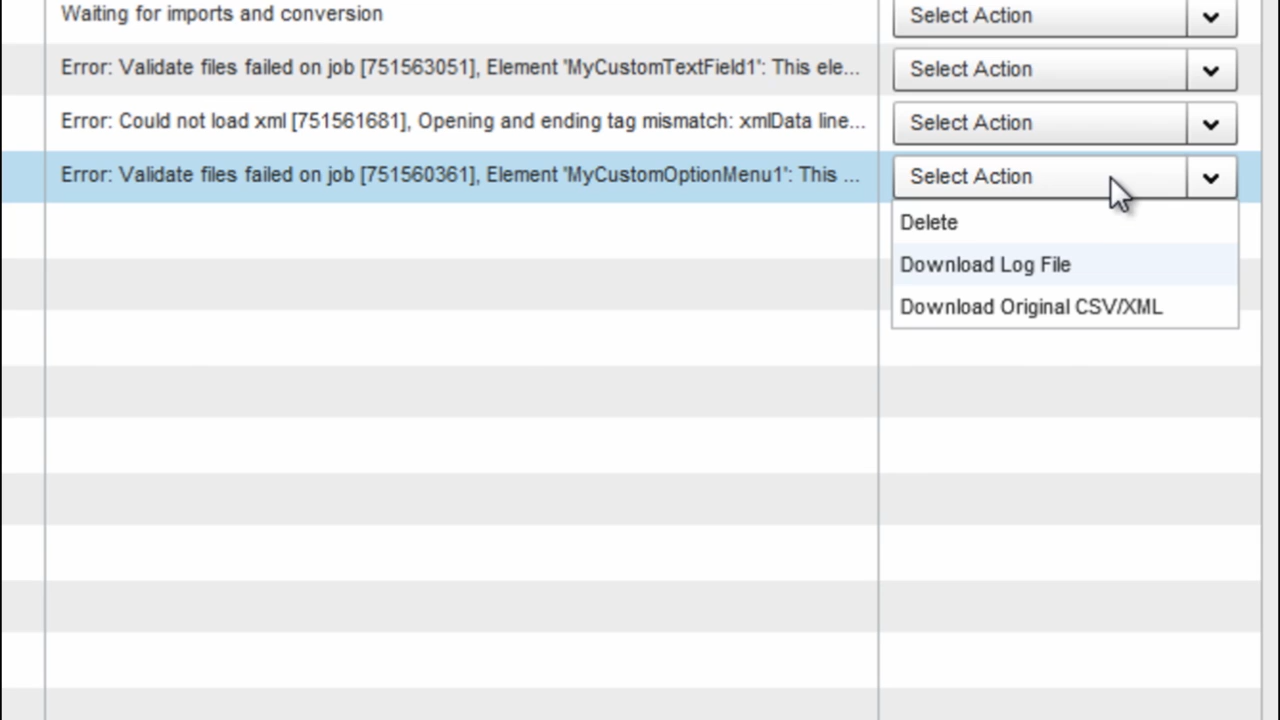 Waiting for imports and conversion
Select Action
Error: Validate files failed on job [751563051], Element 'MyCustomTextField1': This ele...
Select Action
Error: Could not load xml [751561681], Opening and ending tag mismatch: xmlData line...
Select Action
Error: Validate files failed on job [751560361], Element 'MyCustomOptionMenu1': This ...
Select Action
Delete
Download Log File
Download Original CSV/XML